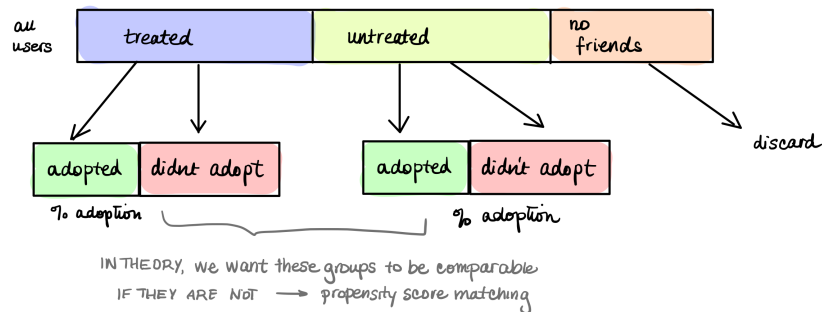 all users
treated
untreated
no friends
discard
adopted
didnt adopt
adopted
didn't adopt
% adoption
% adoption
IN THEORY, we want these groups to be comparable
IF THEY ARE NOT → propensity score matching